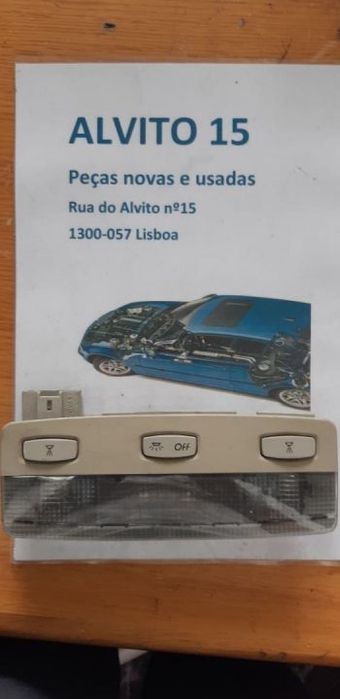 ALVITO 15
Peças novas e usadas
Rua do Alvito nº15
1300-057 Lisboa
OFF